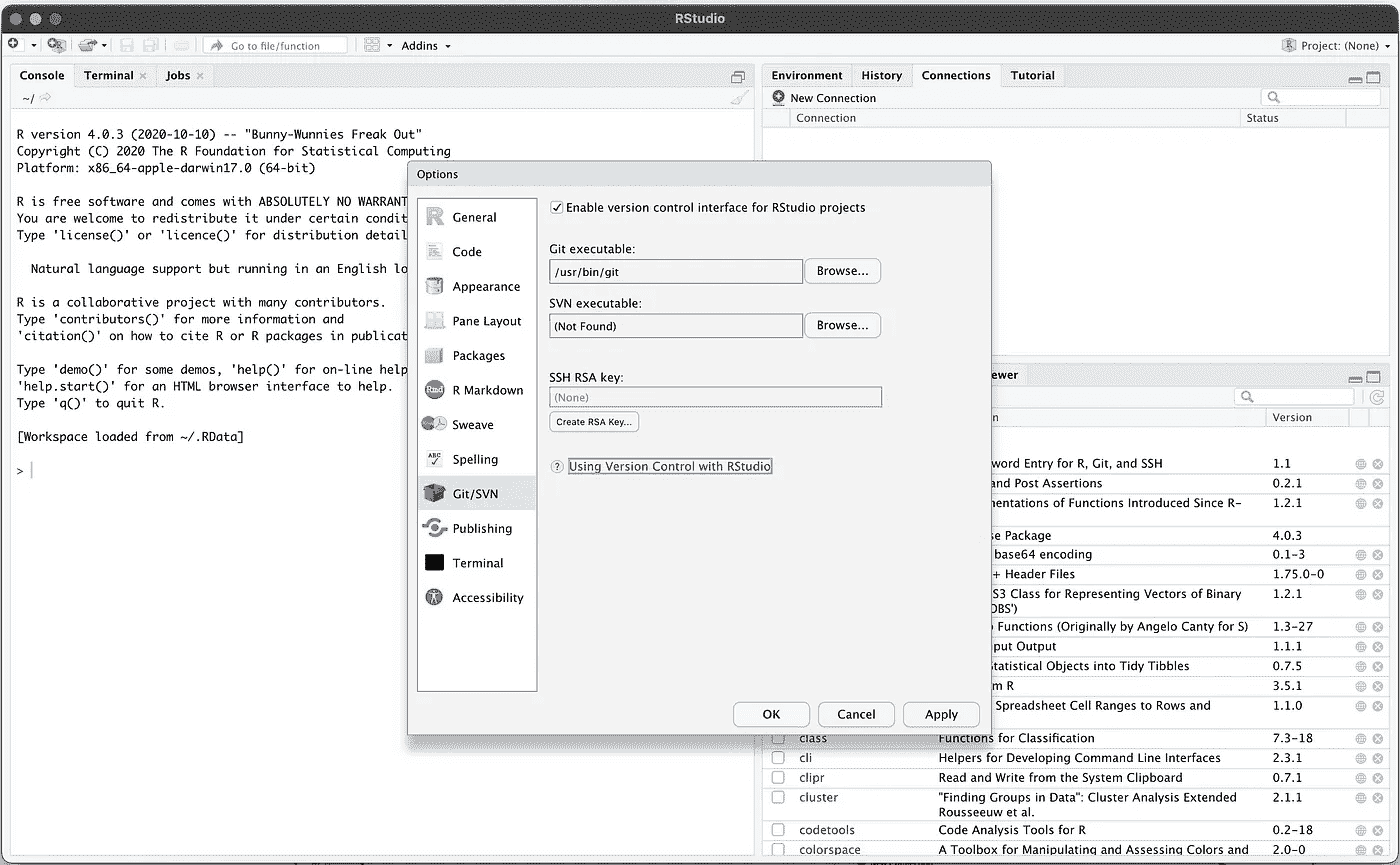 RStudio
Go to file/function
Addins
Project: (None)
Console
Terminal
Jobs
~/
R version 4.0.3 (2020-10-10) -- "Bunny-Wunnies Freak Out"
Copyright (C) 2020 The R Foundation for Statistical Computing
Platform: x86_64-apple-darwin17.0 (64-bit)
R is free software and comes with ABSOLUTELY NO WARRANT
You are welcome to redistribute it under certain condit
Type 'license()' or 'licence()' for distribution detail
Natural language support but running in an English lo
R is a collaborative project with many contributors.
Type 'contributors()' for more information and
'citation()' on how to cite R or R packages in publicat
Type 'demo()' for some demos, 'help()' for on-line help
'help.start()' for an HTML browser interface to help.
Type 'q()' to quit R.
[Workspace loaded from ~/.RData]
>
Environment
History
Connections
Tutorial
New Connection
Connection
Status
Options
General
Code
Appearance
Pane Layout
Packages
R Markdown
Sweave
Spelling
Git/SVN
Publishing
Terminal
Accessibility
Enable version control interface for RStudio projects
Git executable:
/usr/bin/git
Browse...
SVN executable:
(Not Found)
Browse...
SSH RSA key:
(None)
Create RSA Key...
? Using Version Control with RStudio
OK
Cancel
Apply
ewer
n
Version
word Entry for R, Git, and SSH 1.1
and Post Assertions 0.2.1
nentations of Functions Introduced Since R- 1.2.1
se Package 4.0.3
base64 encoding 0.1-3
+ Header Files 1.75.0-0
S3 Class for Representing Vectors of Binary 1.2.1
OBS')
Functions (Originally by Angelo Canty for S) 1.3-27
put Output 1.1.1
Statistical Objects into Tidy Tibbles 0.7.5
m R 3.5.1
Spreadsheet Cell Ranges to Rows and 1.1.0
class Functions for Classification 7.3-18
cli Helpers for Developing Command Line Interfaces 2.3.1
clipr Read and Write from the System Clipboard 0.7.1
cluster "Finding Groups in Data": Cluster Analysis Extended 2.1.1
Rousseeuw et al.
codetools Code Analysis Tools for R 0.2-18
colorspace A Toolbox for Manipulating and Assessing Colors and 2.0-0